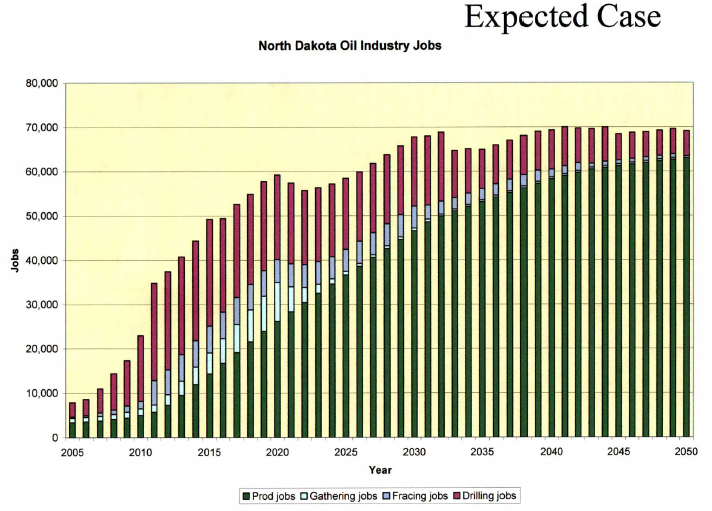 Expected Case
North Dakota Oil Industry Jobs
80,000
70,000
60,000
50,000
40,000
30,000
20,000
10,000
0
Jobs
2005 2010 2015 2020 2025 2030 2035 2040 2045 2050
Year
Prod jobs Gathering jobs Fracing jobs Drilling jobs